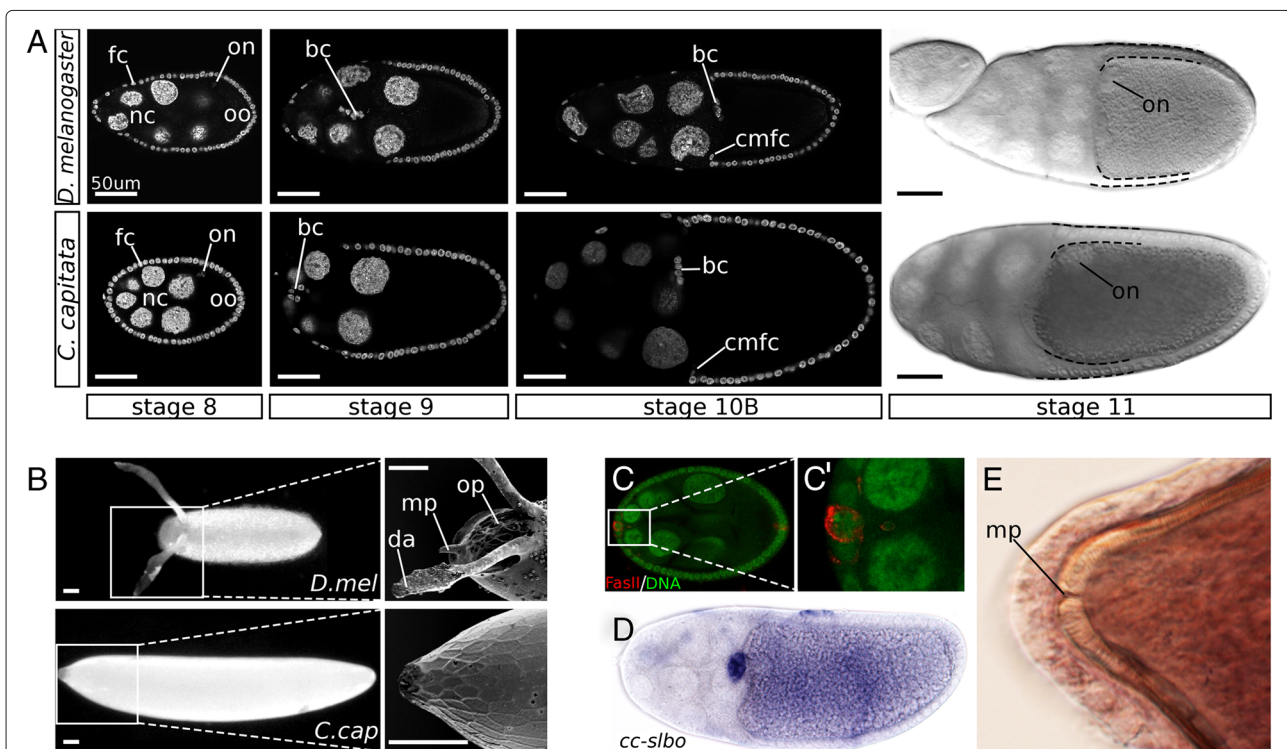 A
D. melanogaster
fc
on
nc
oo
50um
bc
bc
cmfc
on
C. capitata
fc
on
nc
oo
bc
bc
cmfc
on
stage 8
stage 9
stage 10B
stage 11
B
D.mel
op
mp
da
C.cap
C
FasII/DNA
C'
D
cc-slbo
E
mp